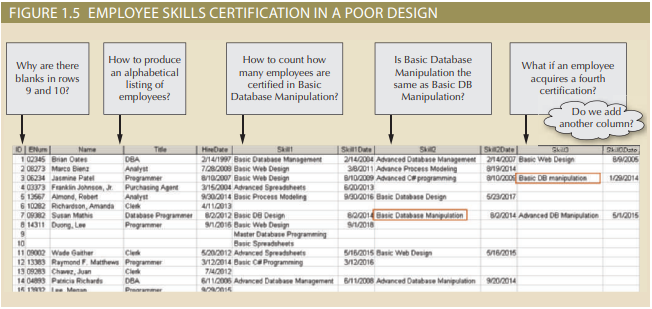 FIGURE 1.5 EMPLOYEE SKILLS CERTIFICATION IN A POOR DESIGN
Why are there
blanks in rows
9 and 10?
How to produce
an alphabetical
listing of
employees?
How to count how
many employees are
certified in Basic
Database Manipulation?
Is Basic Database
Manipulation the
same as Basic DB
Manipulation?
What if an employee
acquires a fourth
certification?
Do we add
another column?
ID ENum Name Title HireDate Skill1 Skill1Date Skill2 Skill2Date Skill3 Skill3Date
1 02345 Brian Oates DBA 2/14/1997 Basic Database Management 2/14/2004 Advanced Database Management 2/14/2007 Basic Web Design 8/9/2005
2 08273 Marco Bienz Analyst 7/28/2008 Basic Web Design 3/8/2011 Advance Process Modeling 8/19/2014
3 06234 Jasmine Patel Programmer 8/10/2007 Basic Web Design 8/10/2009 Advanced C# programming 8/10/2009 Basic DB manipulation 1/29/2014
4 03373 Franklin Johnson, Jr. Purchasing Agent 3/15/2004 Advanced Spreadsheets 6/20/2013
5 13567 Almond, Robert Analyst 9/30/2014 Basic Process Modeling 9/30/2016 Basic Database Design 5/23/2017
6 10282 Richardson, Amanda Clerk 4/11/2013
7 09382 Susan Mathis Database Programmer 8/2/2012 Basic DB Design 8/2/2014 Basic Database Manipulation 8/2/2014 Advanced DB Manipulation 5/1/2015
8 14311 Duong, Lee Programmer 9/1/2016 Basic Web Design 9/1/2018
9 Master Database Programming
10 Basic Spreadsheets
11 09002 Wade Gaither Clerk 5/20/2012 Advanced Spreadsheets 5/16/2015 Basic Web Design 5/16/2015
12 13383 Raymond F. Matthews Programmer 3/12/2014 Basic C# Programming 3/12/2016
13 09283 Chavez, Juan Clerk 7/4/2012
14 04893 Patricia Richards DBA 6/11/2006 Advanced Database Management 6/11/2008 Advanced Database Manipulation 9/20/2014
15 13932 Lee, Megan Programmer 9/29/2015